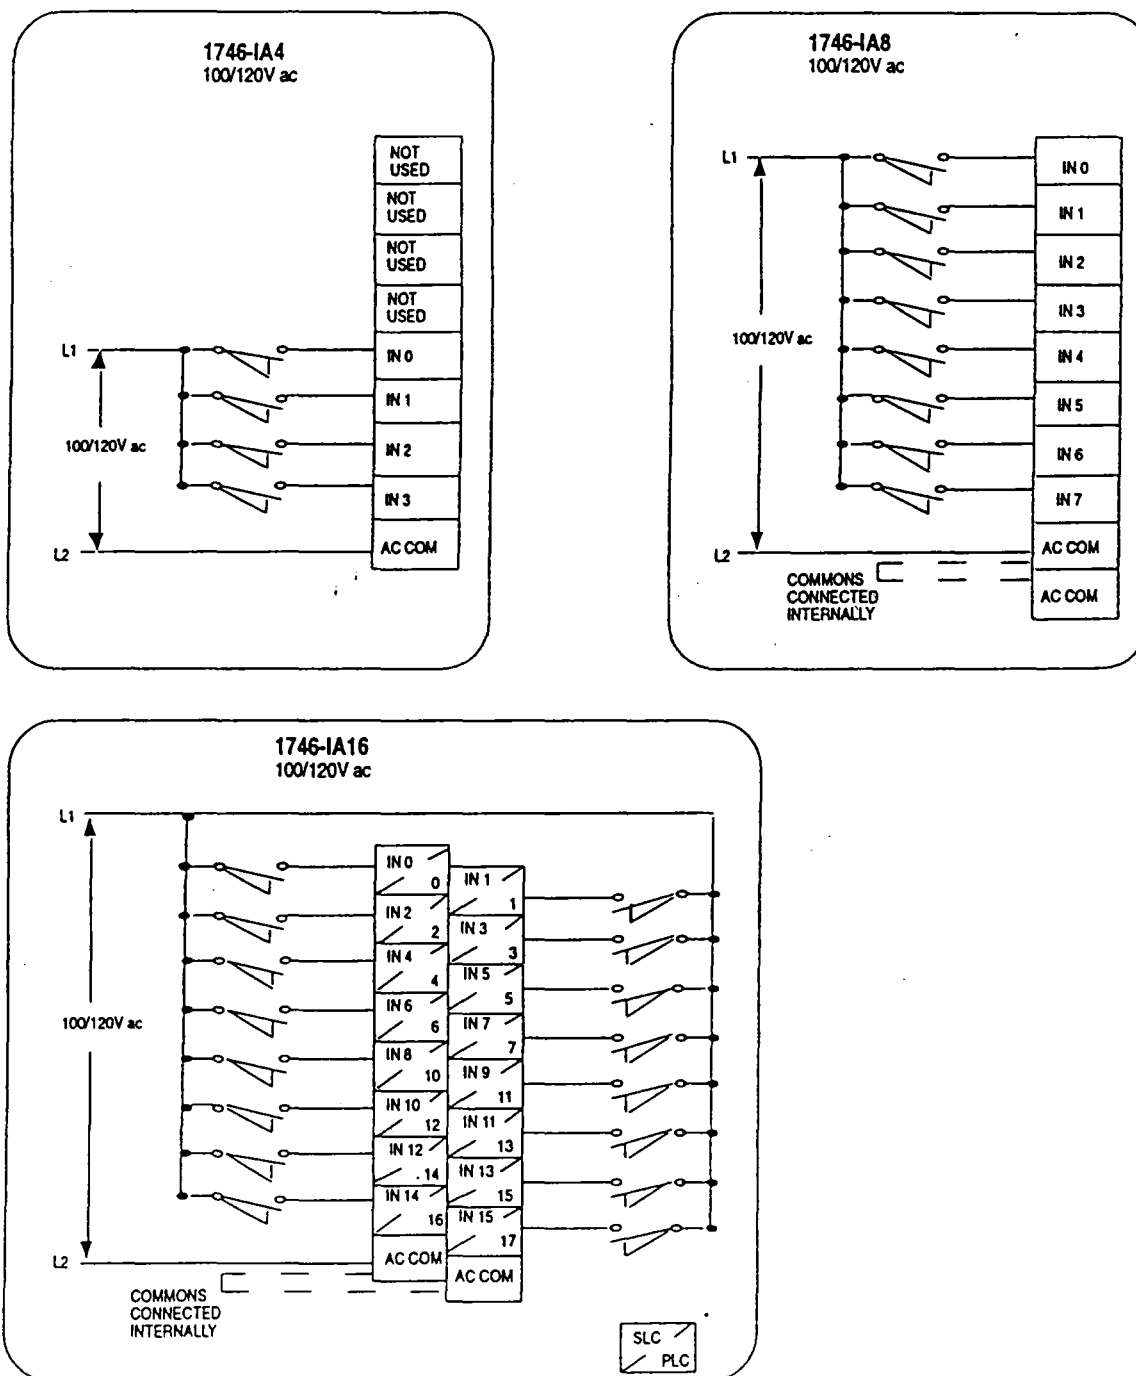 1746-IA4
100/120V ac
NOT
USED
NOT
USED
NOT
USED
NOT
USED
L1
IN 0
IN 1
100/120V ac
IN 2
IN 3
L2
AC COM
1746-IA8
100/120V ac
L1
IN 0
IN 1
IN 2
IN 3
100/120V ac
IN 4
IN 5
IN 6
IN 7
L2
AC COM
COMMONS
CONNECTED
INTERNALLY
AC COM
1746-IA16
100/120V ac
L1
IN 0
0
IN 1
1
IN 2
2
IN 3
3
IN 4
4
IN 5
5
IN 6
6
IN 7
7
100/120V ac
IN 8
10
IN 9
11
IN 10
12
IN 11
13
IN 12
14
IN 13
15
IN 14
16
IN 15
17
L2
AC COM
AC COM
COMMONS
CONNECTED
INTERNALLY
SLC
PLC